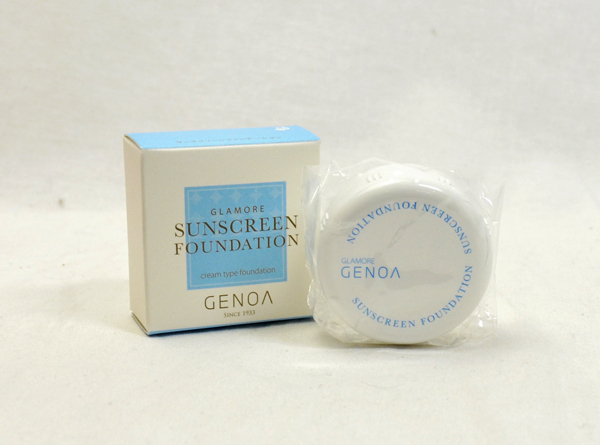 GLAMORE
SUNSCREEN
FOUNDATION
cream type foundation
GENOA
SINCE 1933
SUNSCREEN FOUNDATION
GLAMORE
GENOA
SUNSCREEN FOUNDATION